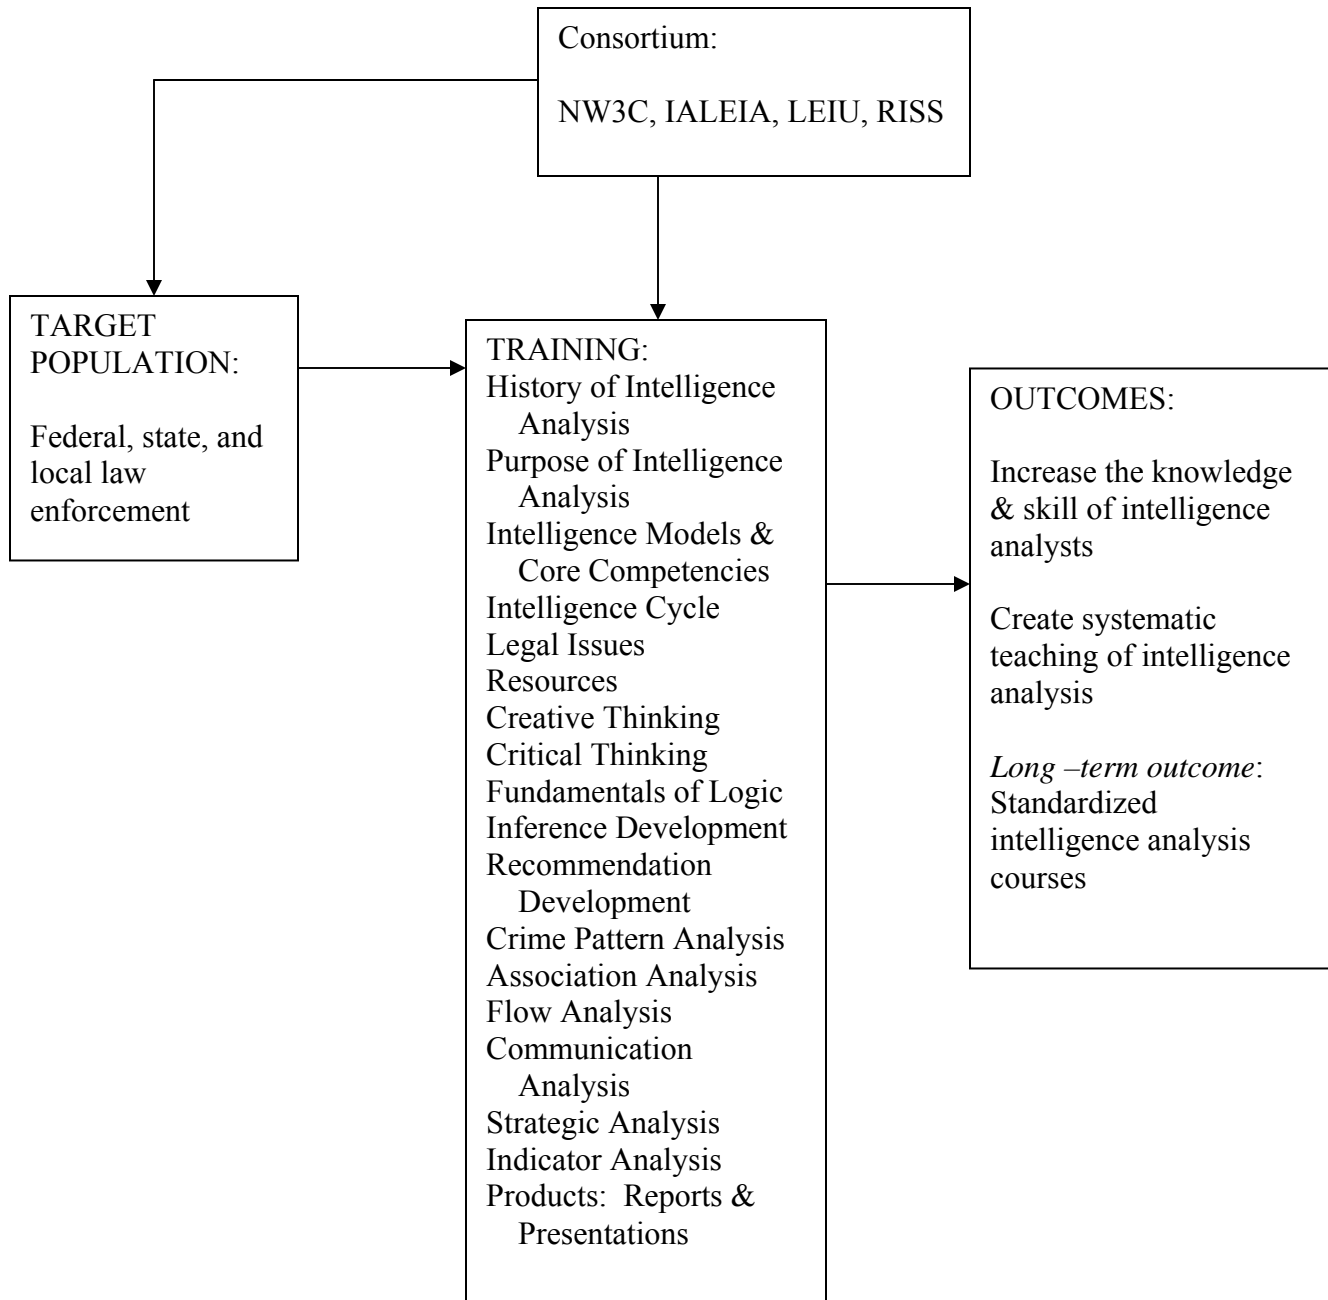 Consortium:
NW3C, IALEIA, LEIU, RISS
TARGET
POPULATION:
Federal, state, and
local law
enforcement
TRAINING:
History of Intelligence
Analysis
Purpose of Intelligence
Analysis
Intelligence Models &
Core Competencies
Intelligence Cycle
Legal Issues
Resources
Creative Thinking
Critical Thinking
Fundamentals of Logic
Inference Development
Recommendation
Development
Crime Pattern Analysis
Association Analysis
Flow Analysis
Communication
Analysis
Strategic Analysis
Indicator Analysis
Products:  Reports &
Presentations
OUTCOMES:
Increase the knowledge
& skill of intelligence
analysts
Create systematic
teaching of intelligence
analysis
Long –term outcome:
Standardized
intelligence analysis
courses